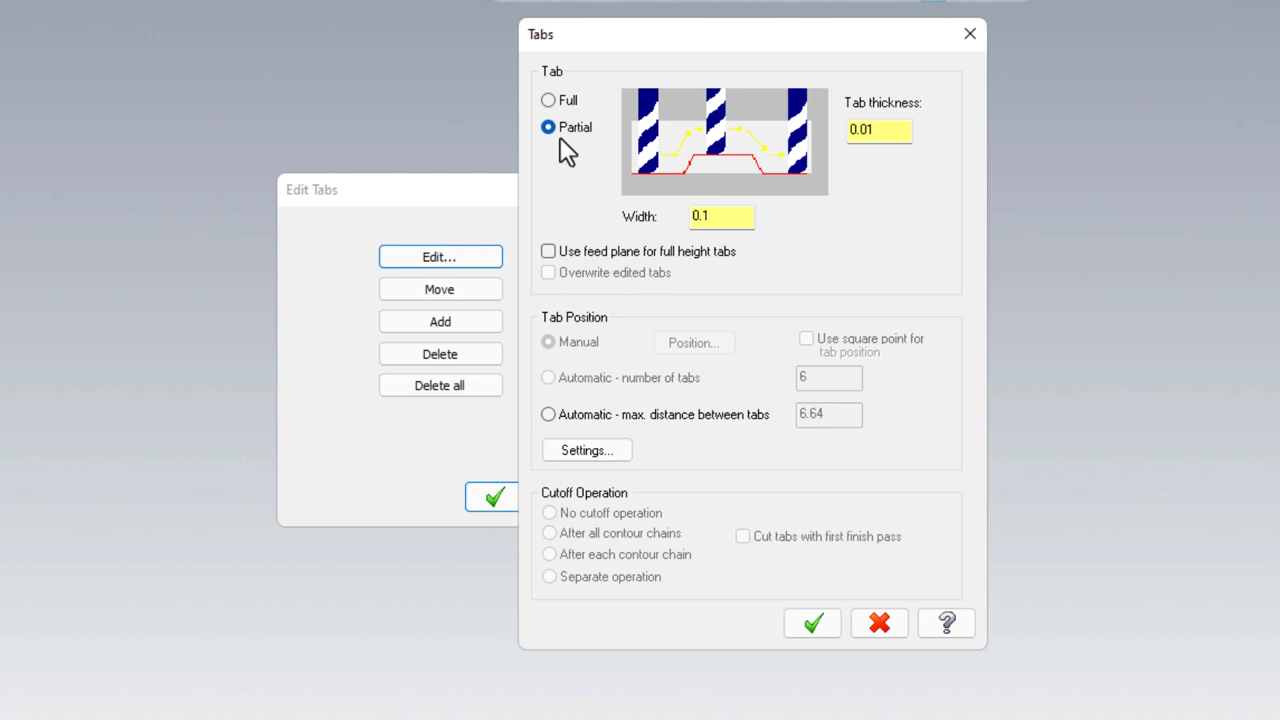 Tabs
Tab
Full
Partial
Tab thickness:
0.01
Width:
0.1
Use feed plane for full height tabs
Overwrite edited tabs
Tab Position
Manual
Position...
Use square point for
tab position
Automatic - number of tabs
6
Automatic - max. distance between tabs
6.64
Settings...
Cutoff Operation
No cutoff operation
After all contour chains
After each contour chain
Separate operation
Cut tabs with first finish pass
Edit Tabs
Edit...
Move
Add
Delete
Delete all